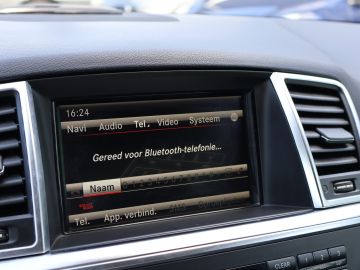 16:24
Navi Audio Tel. Video Systeem
Gereed voor Bluetooth-telefonie...
Naam
Tel. App. verbind.
CLEAR